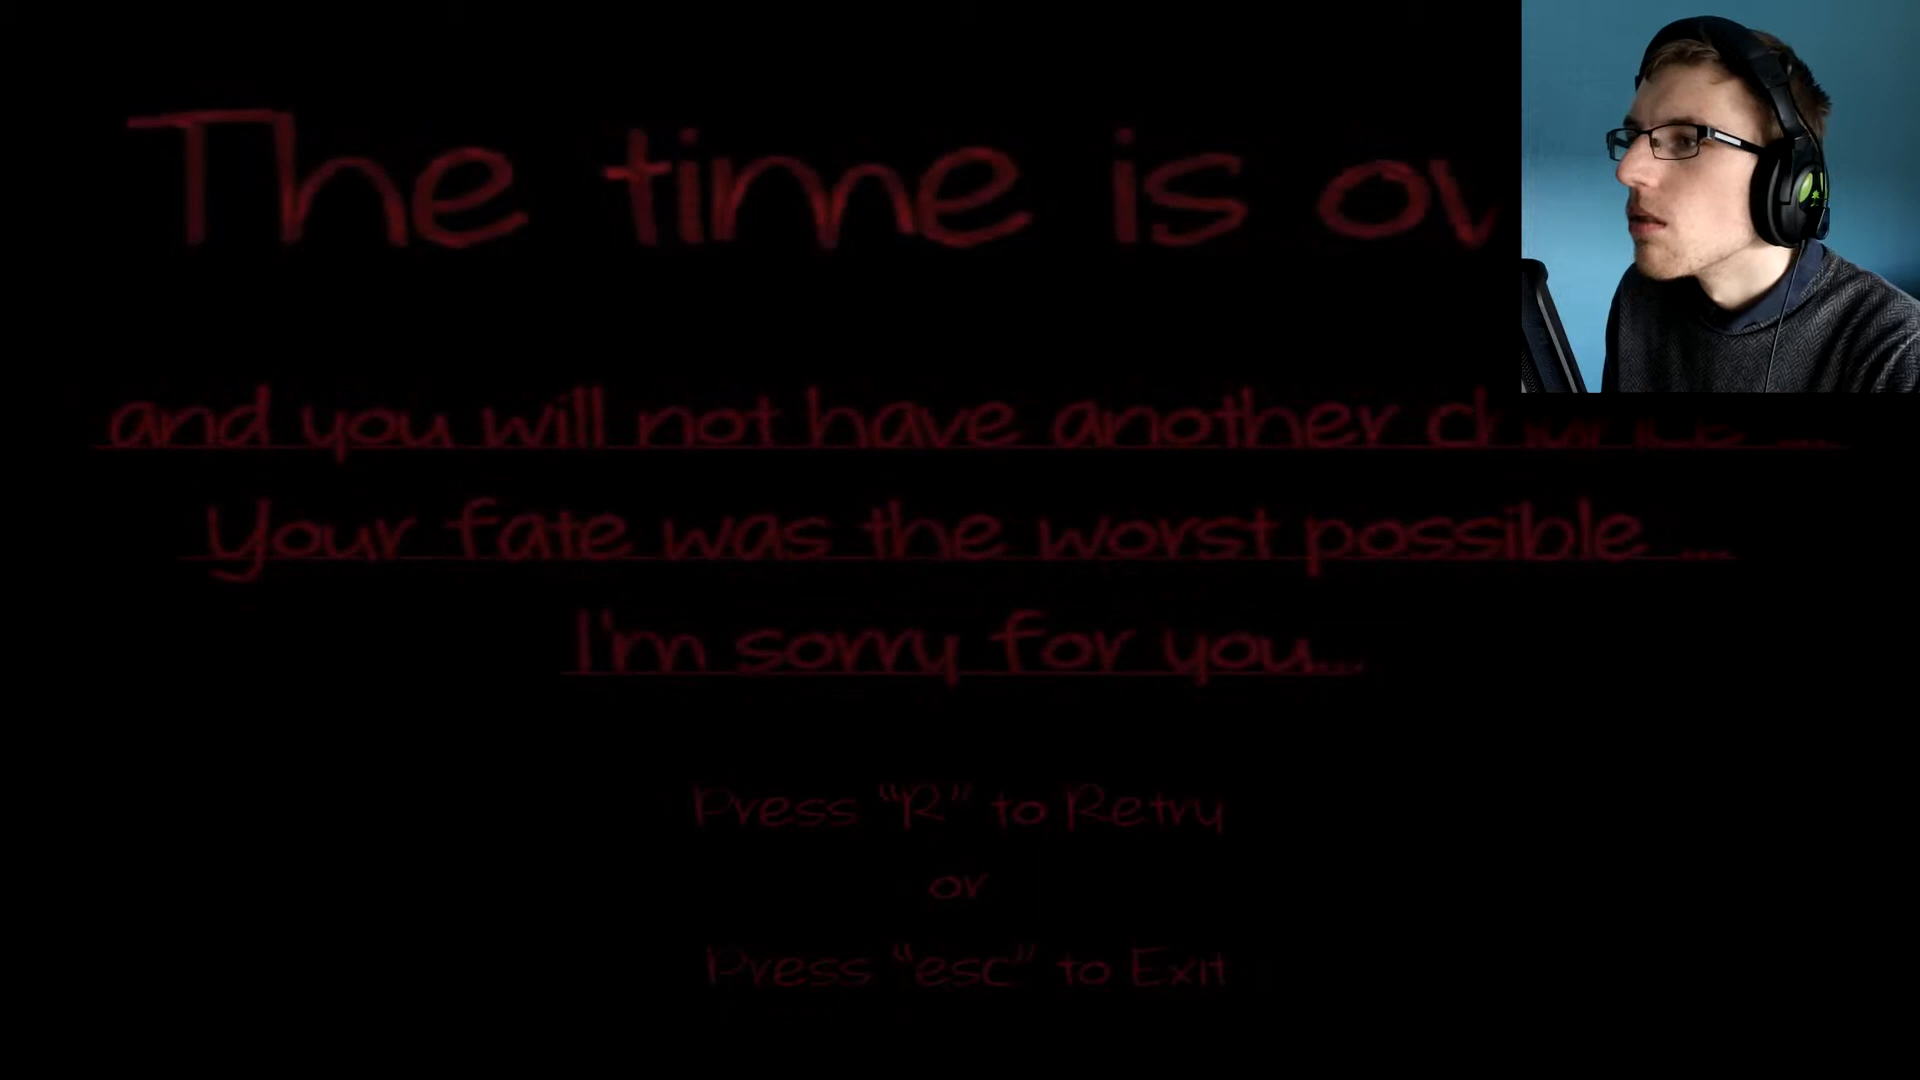 The time is ov
and you will not have another chance ...
Your fate was the worst possible ...
I'm sorry for you...
Press “R” to Retry
or
Press “esc” to Exit